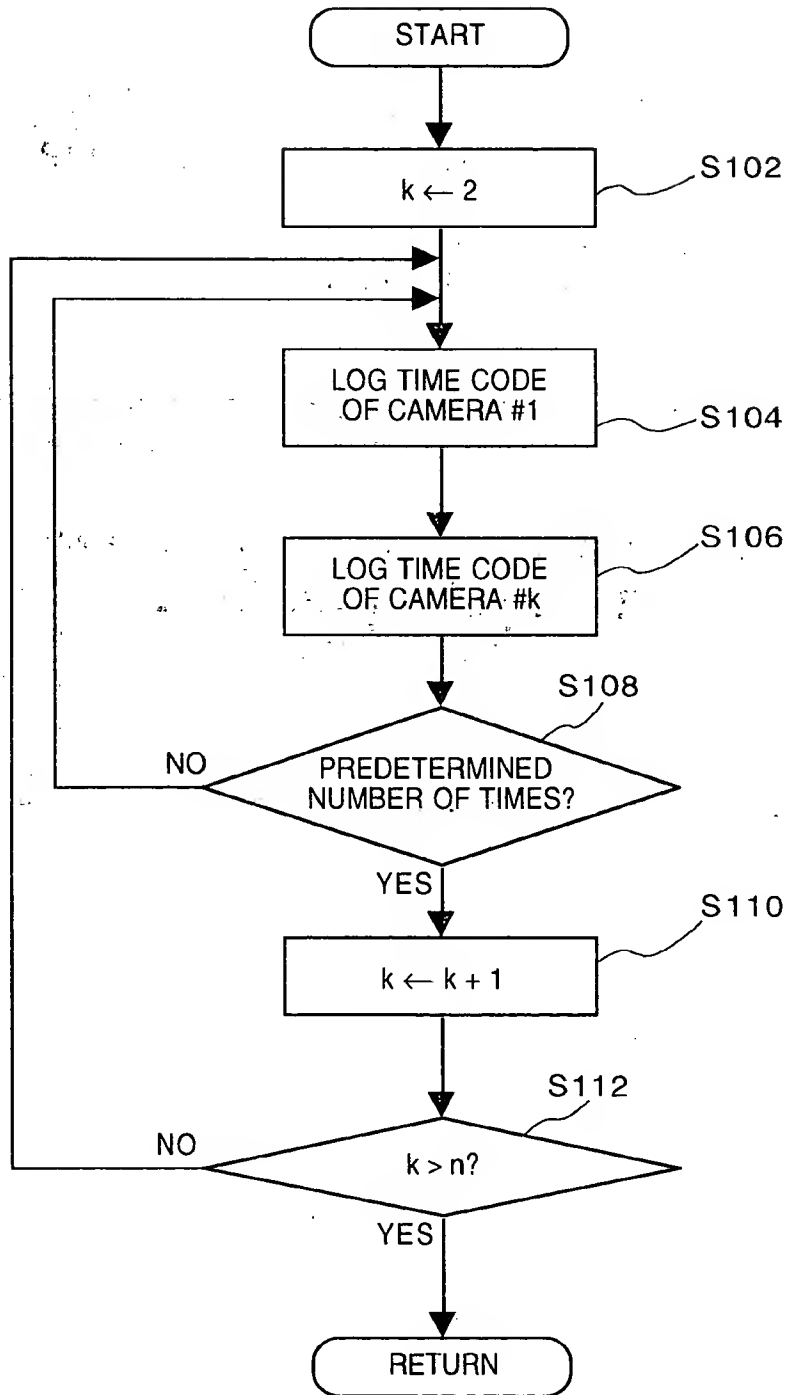 START
k ← 2
S102
LOG TIME CODE
OF CAMERA #1
S104
LOG TIME CODE
OF CAMERA #k
S106
S108
PREDETERMINED
NUMBER OF TIMES?
NO
YES
k ← k + 1
S110
S112
k > n?
NO
YES
RETURN